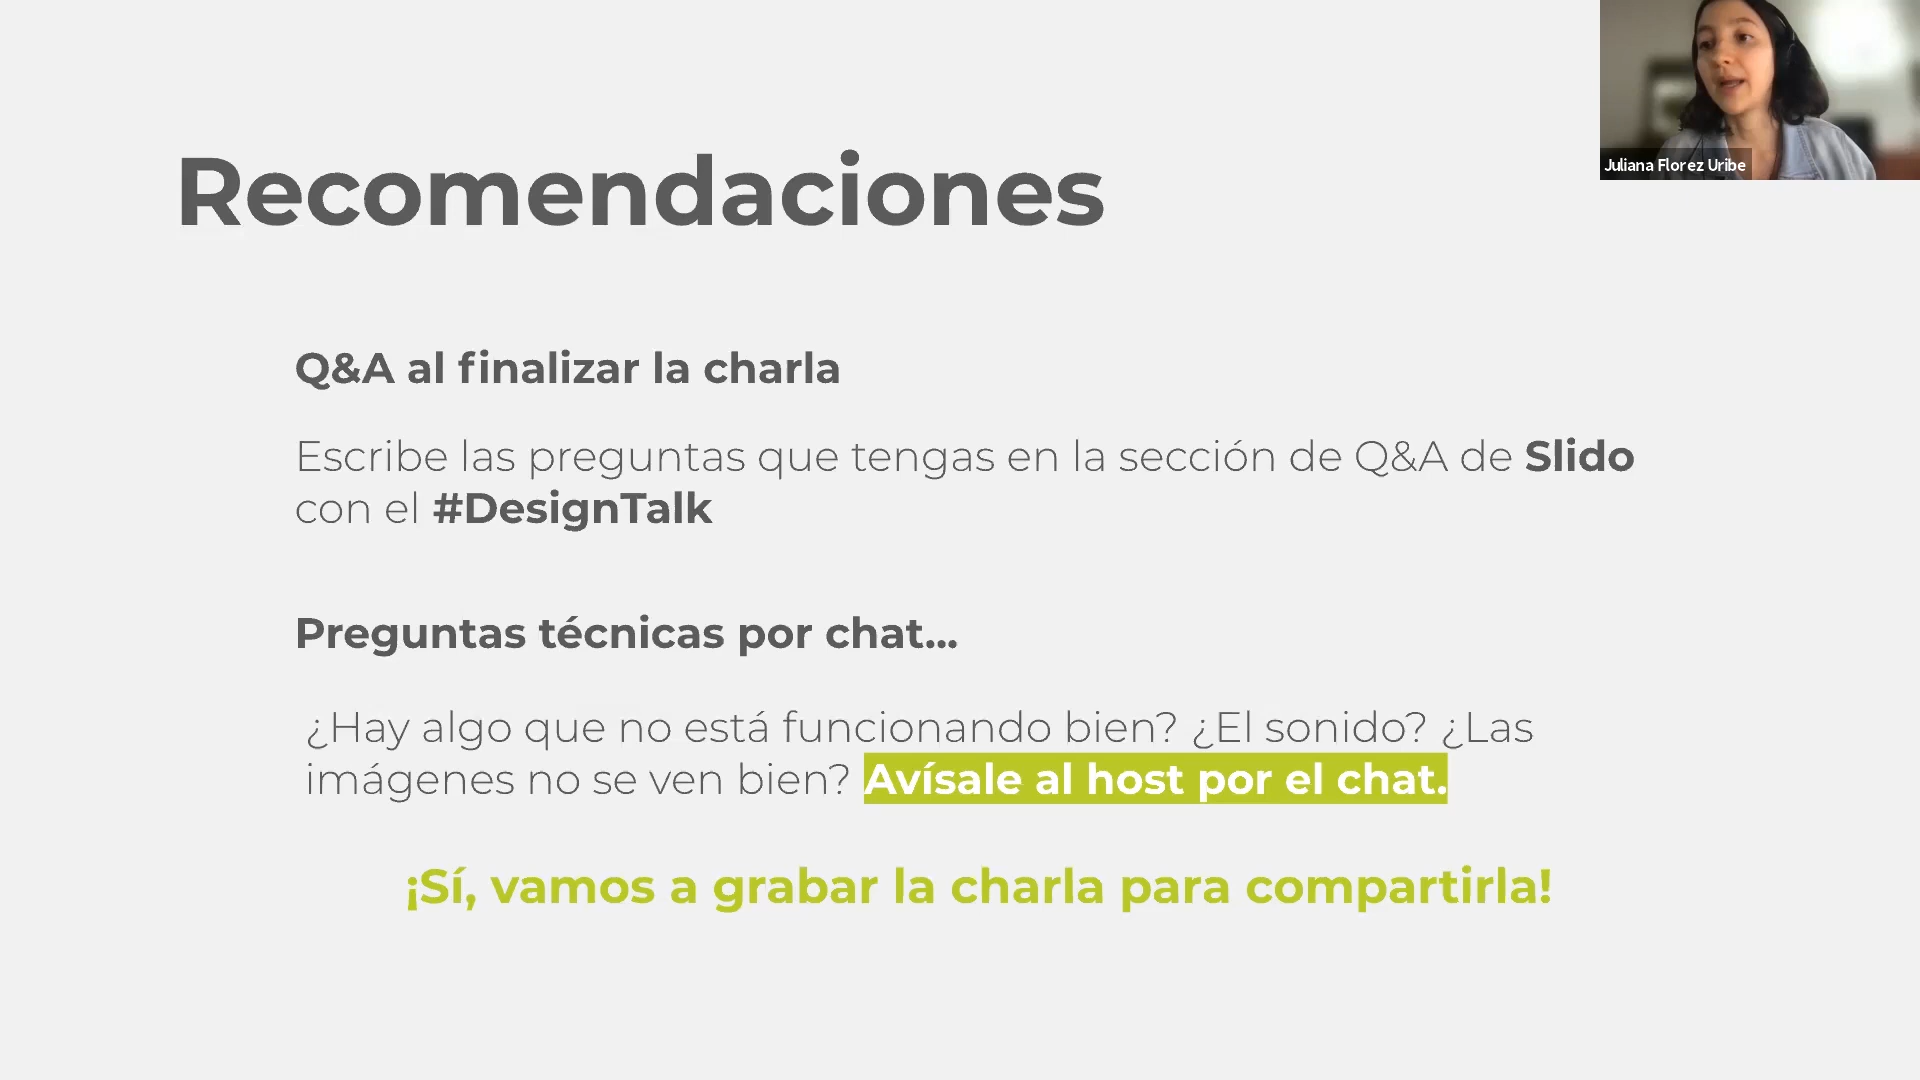 Juliana Florez Uribe
Recomendaciones
Q&A al finalizar la charla
Escribe las preguntas que tengas en la sección de Q&A de Slido
con el #DesignTalk
Preguntas técnicas por chat...
¿Hay algo que no está funcionando bien? ¿El sonido? ¿Las
imágenes no se ven bien? Avísale al host por el chat.
¡Sí, vamos a grabar la charla para compartirla!